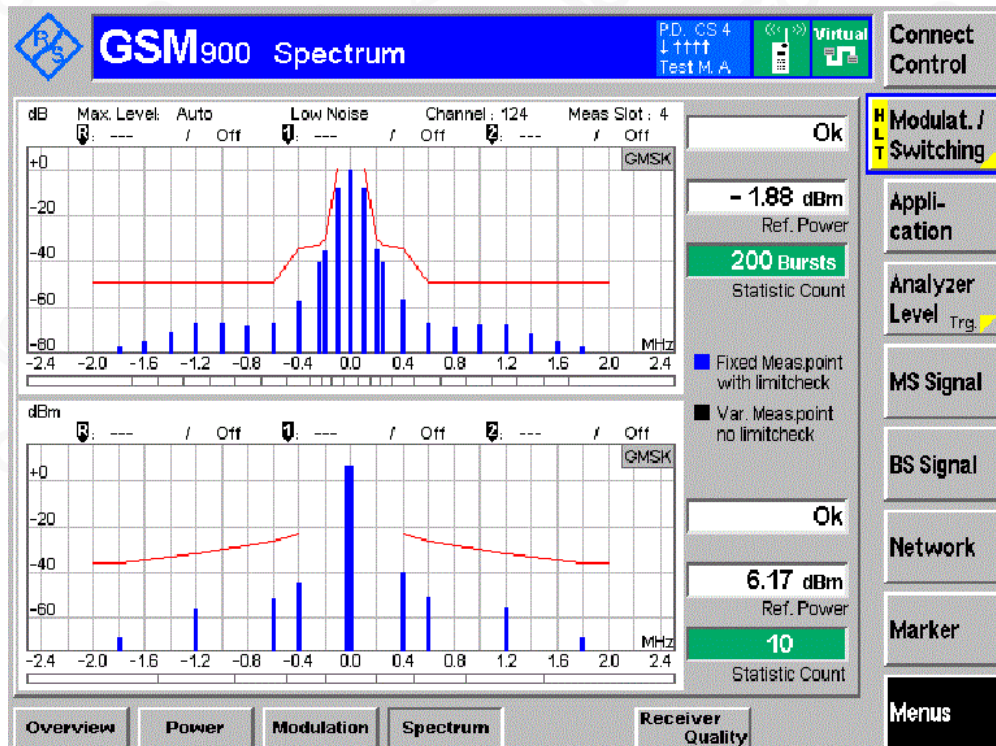 R S
GSM900 Spectrum
P.D. CS 4
Test M. A.
Virtual
Connect Control
HLT
Modulat. / Switching
Appli- cation
Analyzer Level Trg.
MS Signal
BS Signal
Network
Marker
Menus
dB Max. Level: Auto Low Noise Channel : 124 Meas Slot : 4
R: --- / Off 1: --- / Off 2: --- / Off
GMSK
+0
-20
-40
-60
-80
MHz
-2.4 -2.0 -1.6 -1.2 -0.8 -0.4 0.0 0.4 0.8 1.2 1.6 2.0 2.4
Ok
- 1.88 dBm
Ref. Power
200 Bursts
Statistic Count
Fixed Meas.point
with limitcheck
Var. Meas.point
no limitcheck
dBm
R: --- / Off 1: --- / Off 2: --- / Off
GMSK
+0
-20
-40
-60
MHz
-2.4 -2.0 -1.6 -1.2 -0.8 -0.4 0.0 0.4 0.8 1.2 1.6 2.0 2.4
Ok
6.17 dBm
Ref. Power
10
Statistic Count
Overview Power Modulation Spectrum Receiver Quality